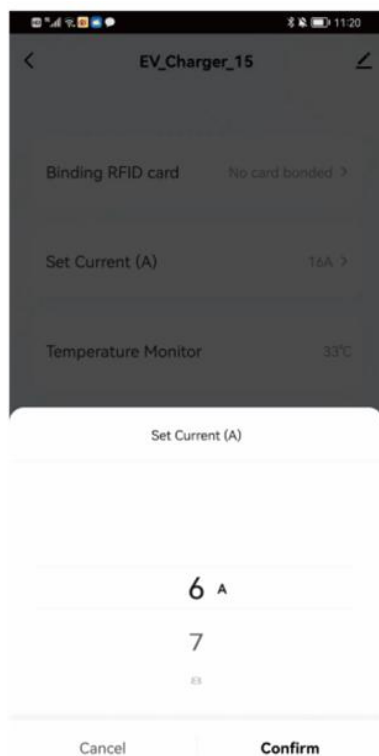 11:20
EV_Charger_15
Binding RFID card No card bonded >
Set Current (A) 16A >
Temperature Monitor 33°C
Set Current (A)
6 A
7
8
Cancel Confirm